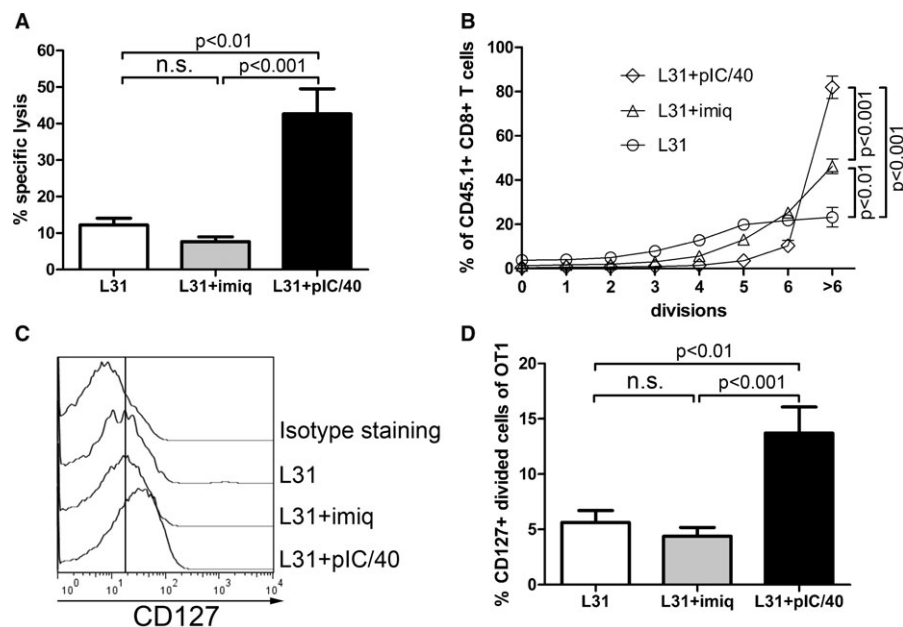 A
60
50
40
30
20
10
0
% specific lysis
p<0.01
n.s.
p<0.001
L31
L31+imiq
L31+pIC/40
B
100
80
60
40
20
0
% of CD45.1+ CD8+ T cells
L31+pIC/40
L31+imiq
L31
p<0.001
p<0.01
p<0.001
0 1 2 3 4 5 6 >6
divisions
C
Isotype staining
L31
L31+imiq
L31+pIC/40
10^0 10^1 10^2 10^3 10^4
CD127
D
20
15
10
5
0
% CD127+ divided cells of OT1
p<0.01
n.s.
p<0.001
L31
L31+imiq
L31+pIC/40